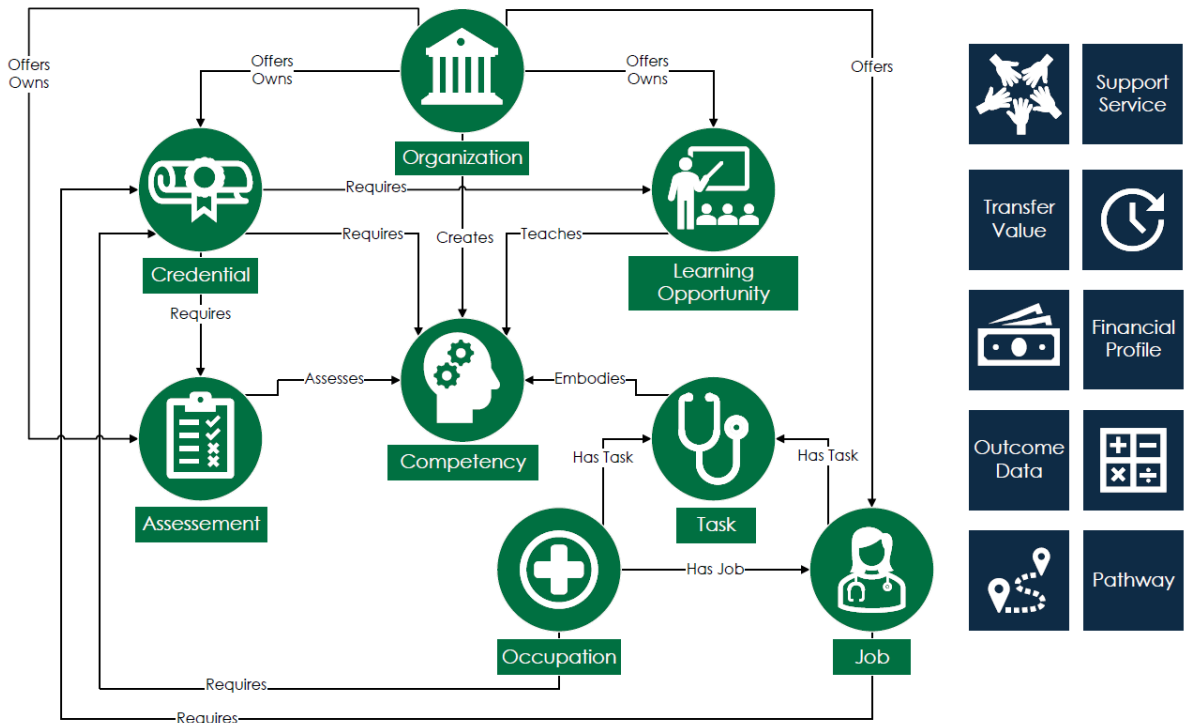 Offers
Owns
Offers
Owns
Offers
Owns
Offers
Support
Service
Organization
Requires
Transfer
Value
Requires
Creates
Teaches
Credential
Learning
Opportunity
Requires
Financial
Profile
Assesses
Embodies
Outcome
Data
Has Task
Has Task
Competency
Assessement
Task
Has Job
Pathway
Occupation
Job
Requires
Requires